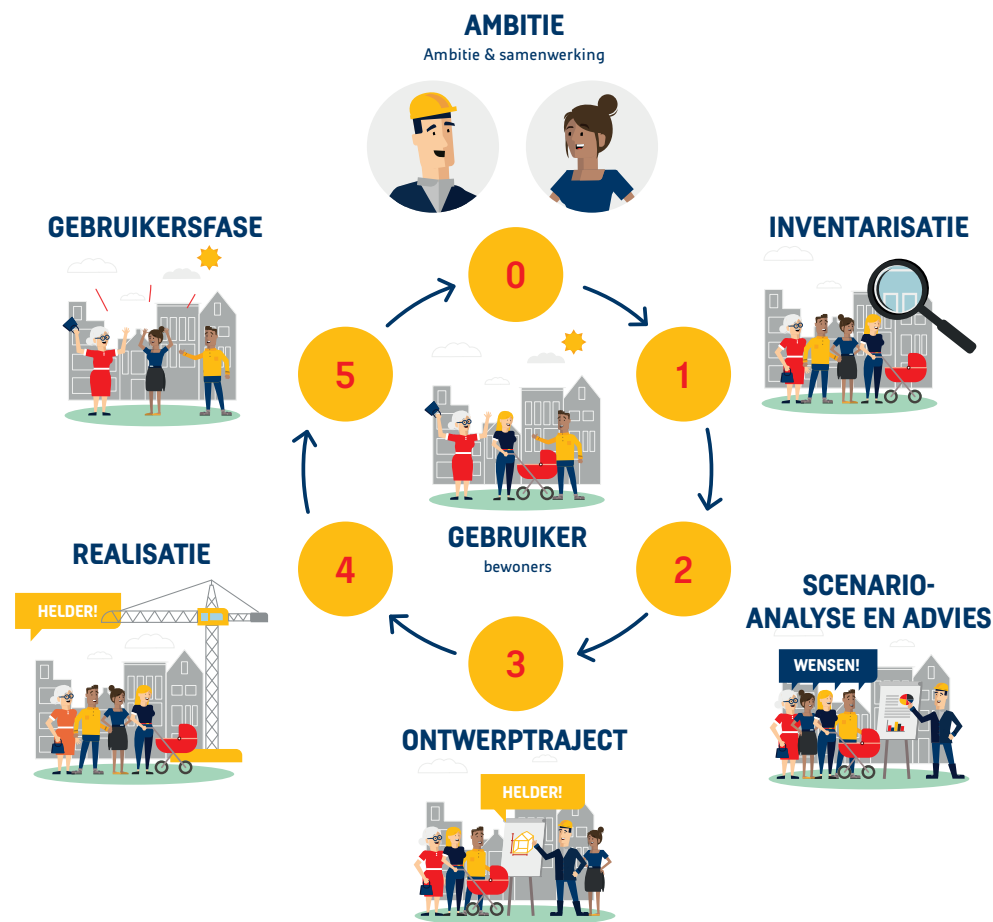 AMBITIE
Ambitie & samenwerking
0
INVENTARISATIE
1
2
SCENARIO-
ANALYSE EN ADVIES
WENSEN!
3
ONTWERPTRAJECT
HELDER!
4
REALISATIE
HELDER!
5
GEBRUIKERSFASE
GEBRUIKER
bewoners